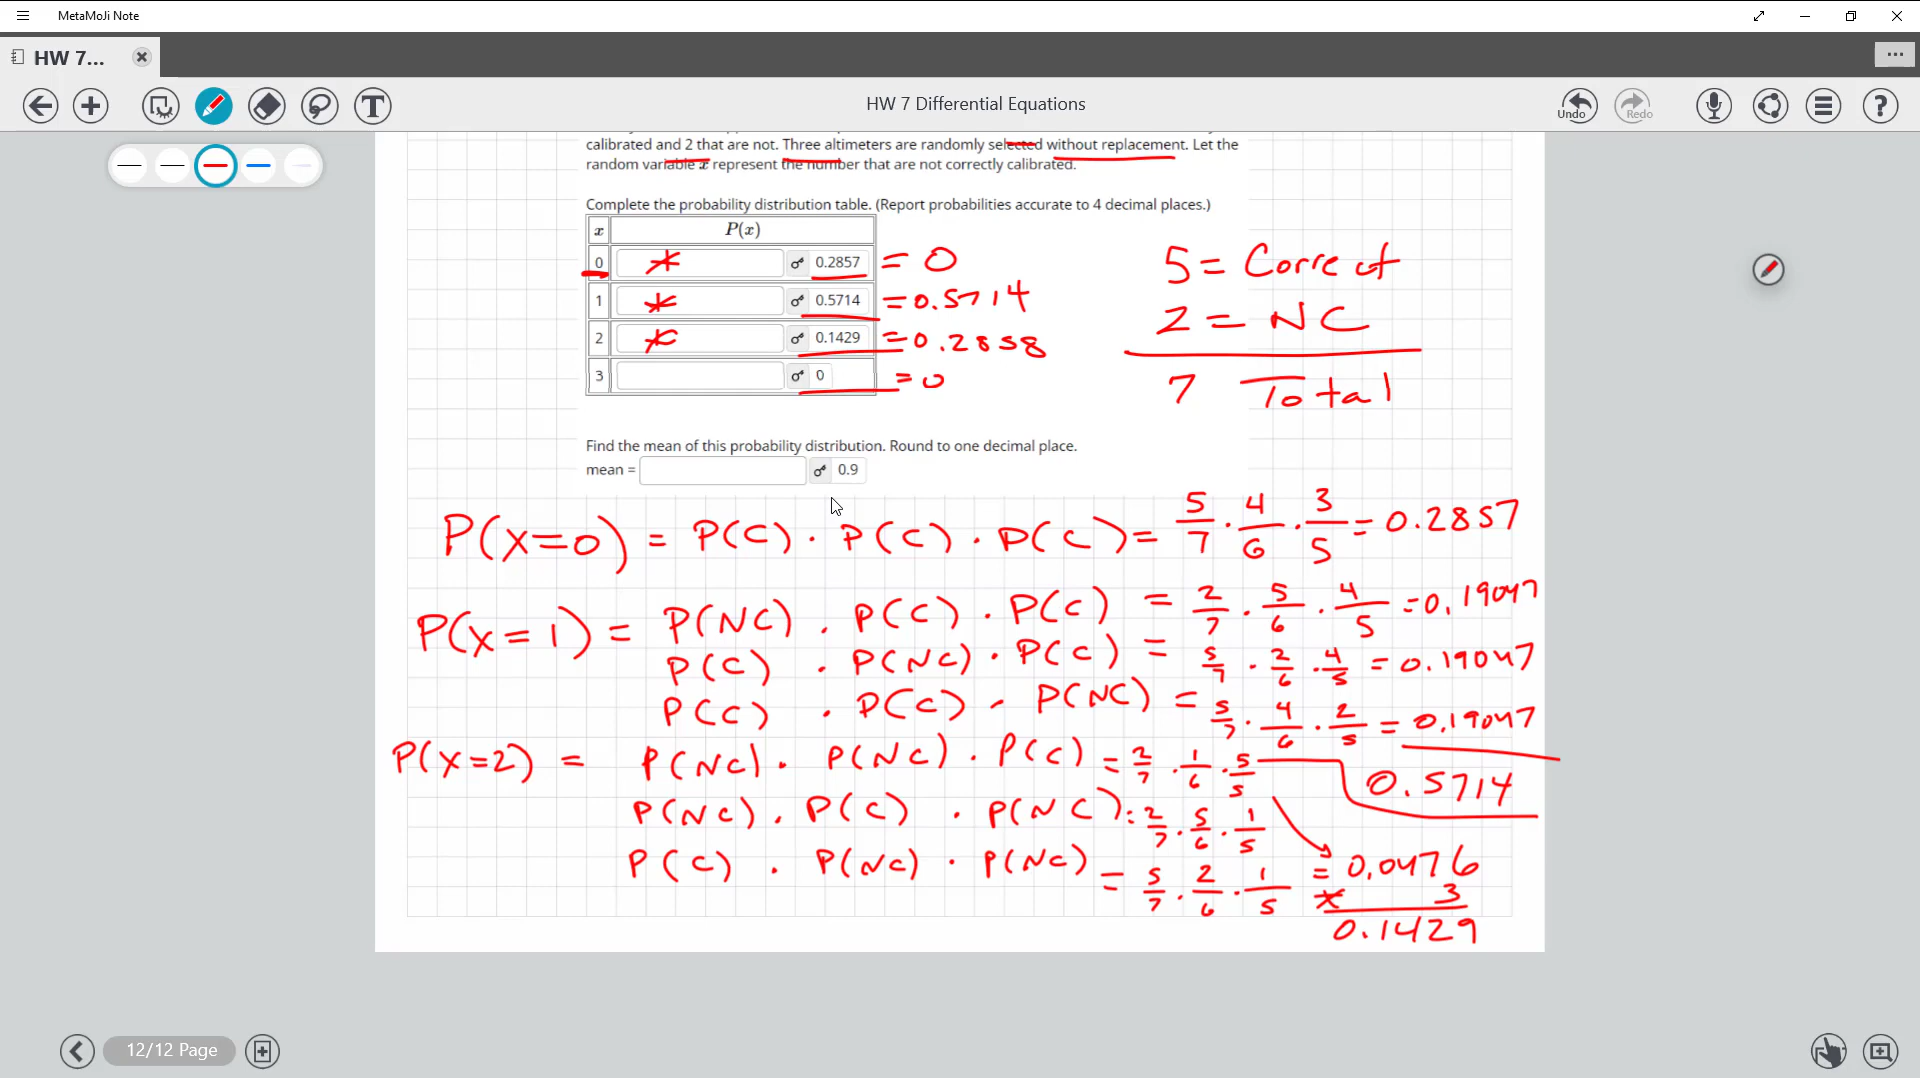 MetaMoJi Note
HW 7...
T
HW 7 Differential Equations
Undo
Redo
?
calibrated and 2 that are not. Three altimeters are randomly selected without replacement. Let the
random variable x represent the number that are not correctly calibrated.
Complete the probability distribution table. (Report probabilities accurate to 4 decimal places.)
x P(x)
0 * 0.2857 = 0
1 * 0.5714 = 0.5714
2 * 0.1429 = 0.2858
3 0 = 0
5 = Correct
2 = NC
7 Total
Find the mean of this probability distribution. Round to one decimal place.
mean = 0.9
P(x=0) = P(C) · P(C) · P(C) = 5/7 · 4/6 · 3/5 = 0.2857
P(x=1) = P(NC) · P(C) · P(C) = 2/7 · 5/6 · 4/5 = 0.19047
P(C) · P(NC) · P(C) = 5/7 · 2/6 · 4/5 = 0.19047
P(C) · P(C) · P(NC) = 5/7 · 4/6 · 2/5 = 0.19047
0.5714
P(x=2) = P(NC) · P(NC) · P(C) = 2/7 · 1/6 · 5/5
P(NC) · P(C) · P(NC) = 2/7 · 5/6 · 1/5
P(C) · P(NC) · P(NC) = 5/7 · 2/6 · 1/5 = 0.0476
x 3
0.1429
12/12 Page